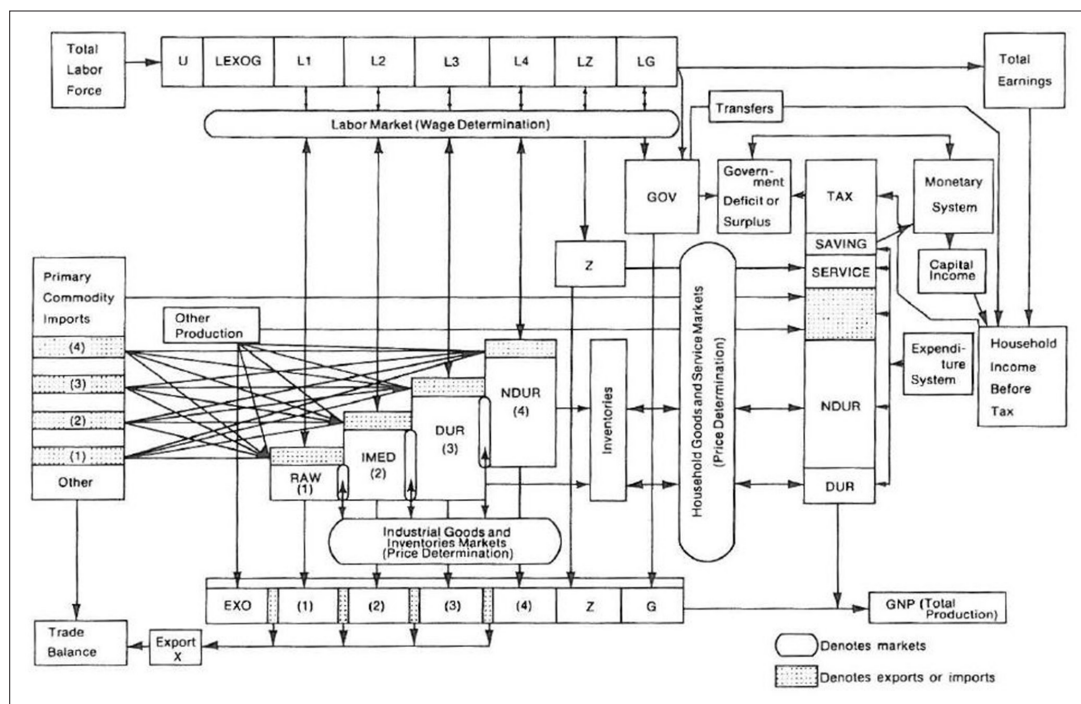 Total
Labor
Force
U
LEXOG
L1
L2
L3
L4
LZ
LG
Total
Earnings
Labor Market (Wage Determination)
Transfers
GOV
Govern-
ment
Deficit or
Surplus
TAX
Monetary
System
SAVING
SERVICE
Capital
Income
Z
Primary
Commodity
Imports
(4)
(3)
(2)
(1)
Other
Other
Production
NDUR
(4)
DUR
(3)
IMED
(2)
RAW
(1)
Inventories
Household Goods and Service Markets
(Price Determination)
NDUR
DUR
Expendi-
ture
System
Household
Income
Before
Tax
Industrial Goods and
Inventories Markets
(Price Determination)
EXO
(1)
(2)
(3)
(4)
Z
G
GNP (Total
Production)
Trade
Balance
Export
X
Denotes markets
Denotes exports or imports